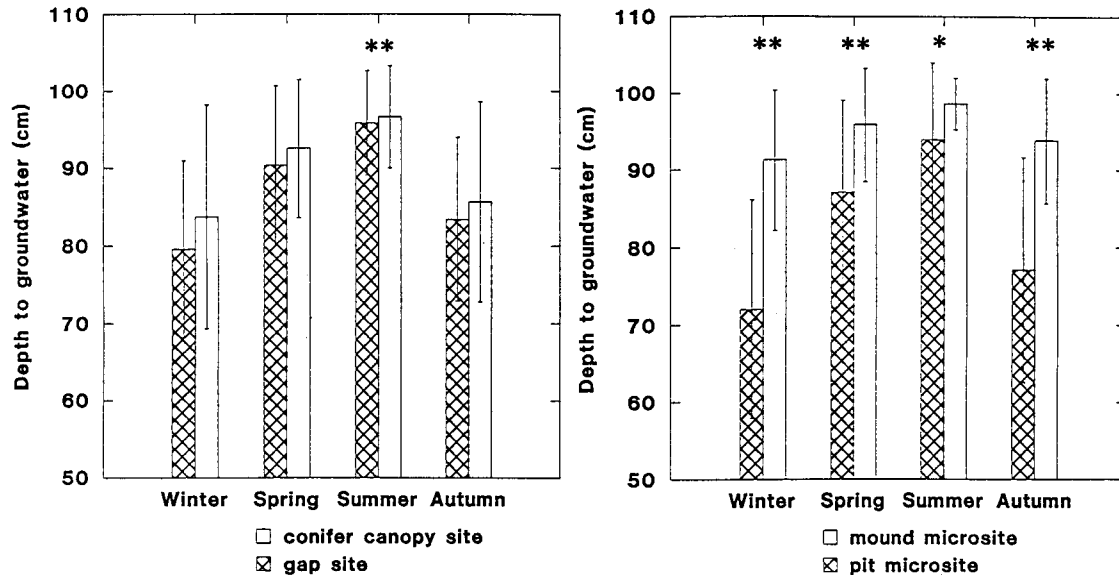 110
100
90
80
70
60
50
Depth to groundwater (cm)
**
Winter Spring Summer Autumn
conifer canopy site
gap site
110
100
90
80
70
60
50
Depth to groundwater (cm)
** ** * **
Winter Spring Summer Autumn
mound microsite
pit microsite